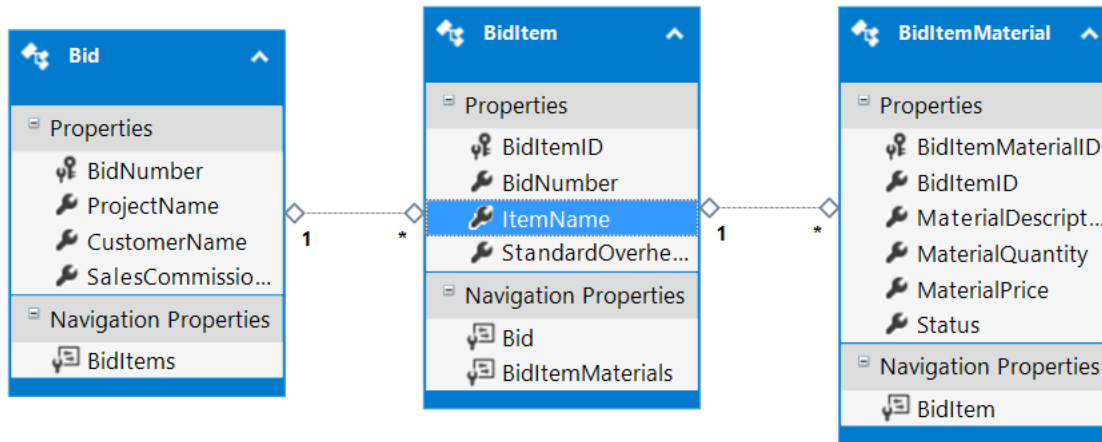 Bid
Properties
BidNumber
ProjectName
CustomerName
SalesCommissio...
Navigation Properties
BidItems
1
*
BidItem
Properties
BidItemID
BidNumber
ItemName
StandardOverhe...
Navigation Properties
Bid
BidItemMaterials
1
*
BidItemMaterial
Properties
BidItemMaterialID
BidItemID
MaterialDescript...
MaterialQuantity
MaterialPrice
Status
Navigation Properties
BidItem